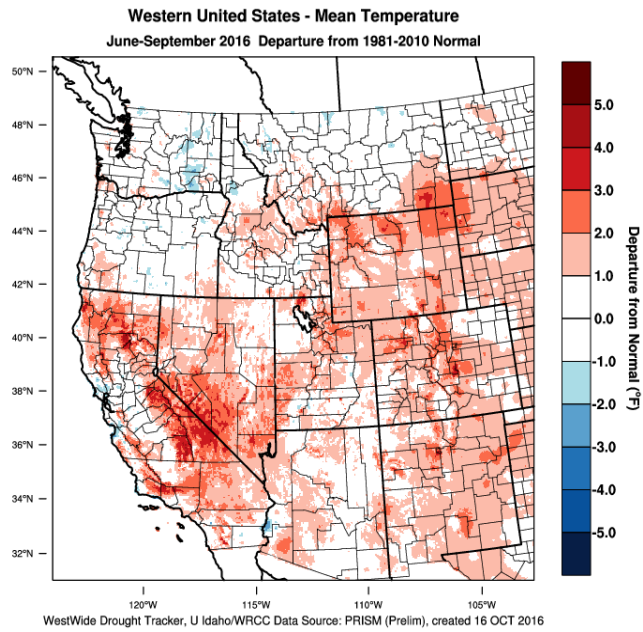 Western United States - Mean Temperature
June-September 2016 Departure from 1981-2010 Normal
50°N
48°N
46°N
44°N
42°N
40°N
38°N
36°N
34°N
32°N
120°W
115°W
110°W
105°W
5.0
4.0
3.0
2.0
1.0
0.0
-1.0
-2.0
-3.0
-4.0
-5.0
Departure from Normal (°F)
WestWide Drought Tracker, U Idaho/WRCC Data Source: PRISM (Prelim), created 16 OCT 2016